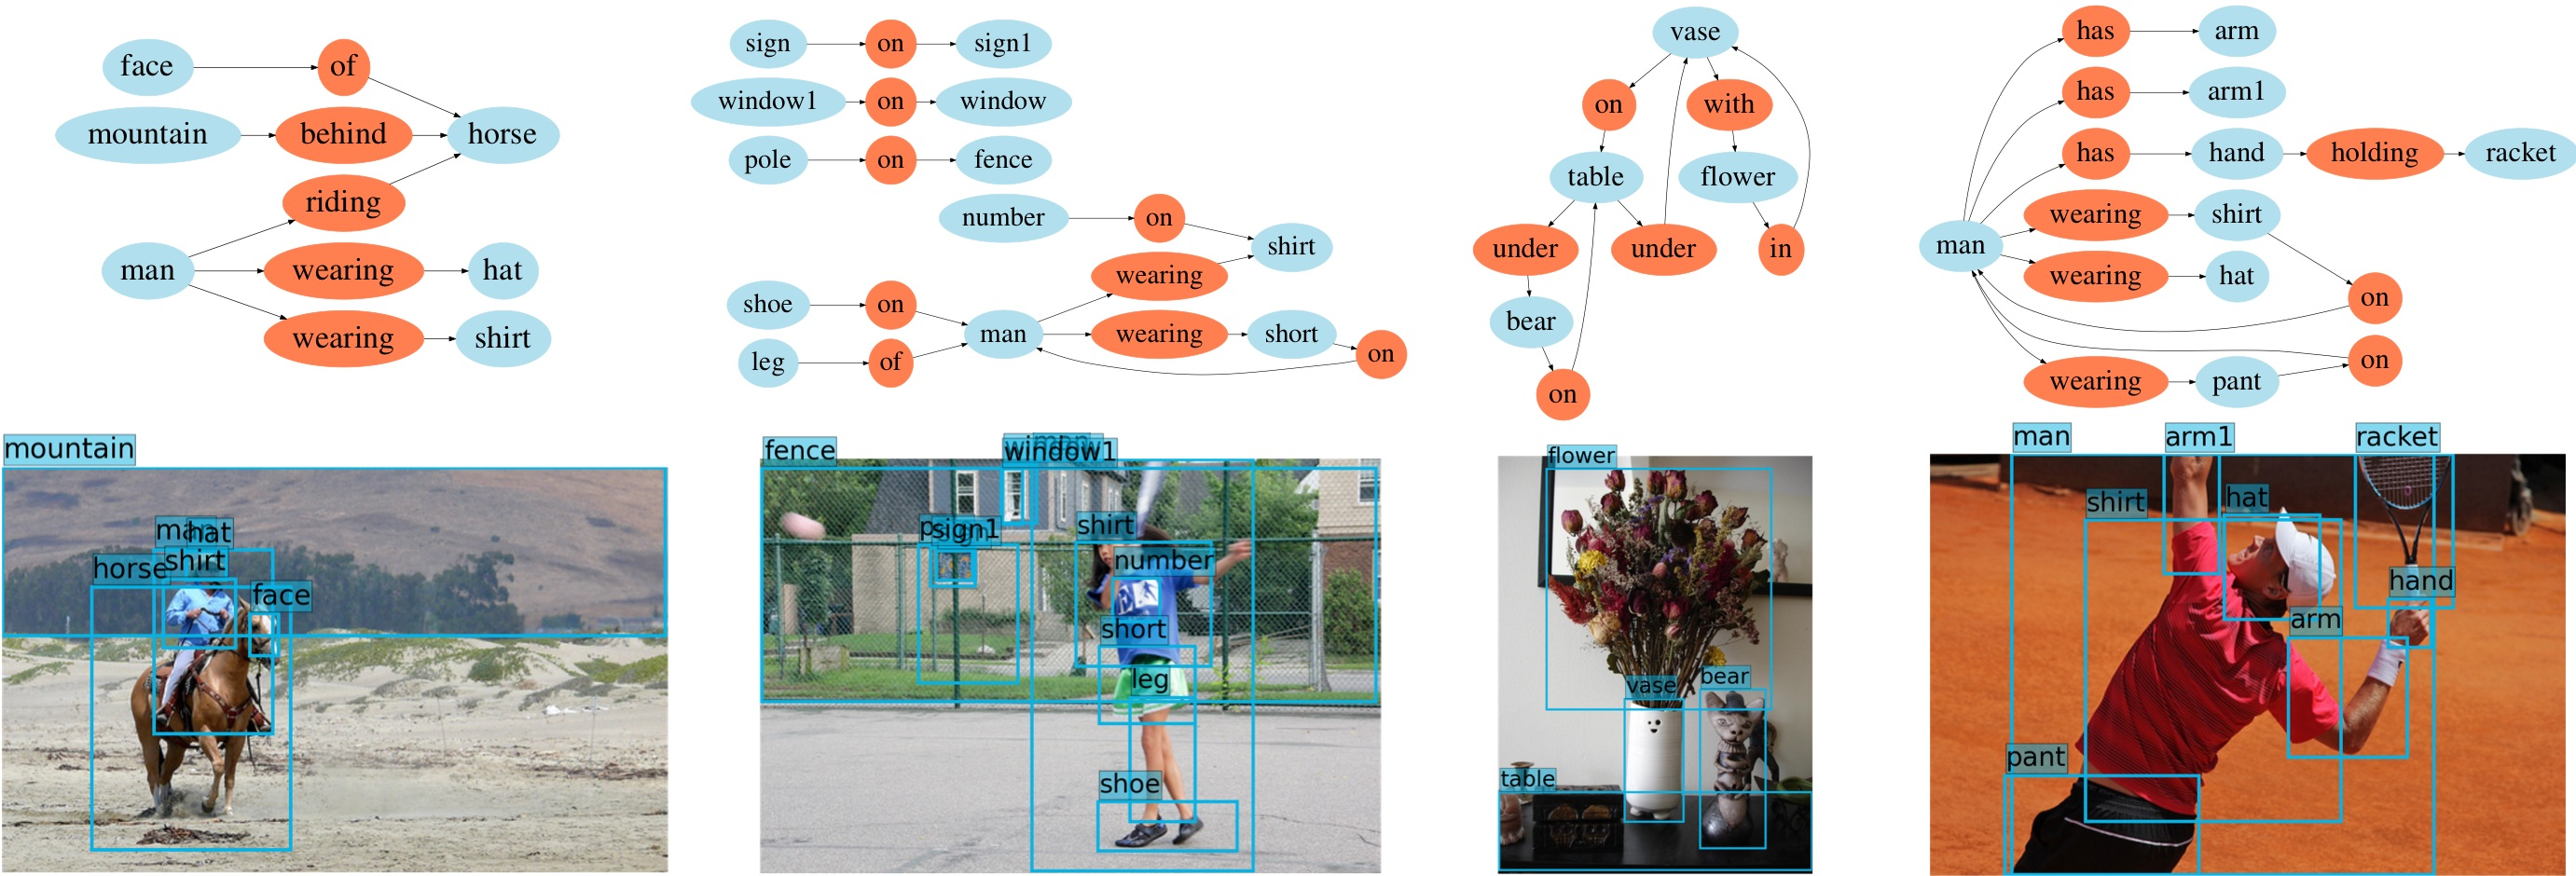 face of
mountain behind horse
riding
man wearing hat
wearing shirt
sign on sign1
window1 on window
pole on fence
number on
shirt
wearing
shoe on
man wearing short
leg of on
vase
on with
table flower
under under in
bear
on
has arm
has arm1
has hand holding racket
wearing shirt
man
wearing hat
on
on
wearing pant
mountain
man hat
shirt
horse
face
fence
window1
sign1
shirt
number
short
leg
shoe
flower
vase
bear
table
man
arm1
racket
shirt
hat
hand
arm
pant